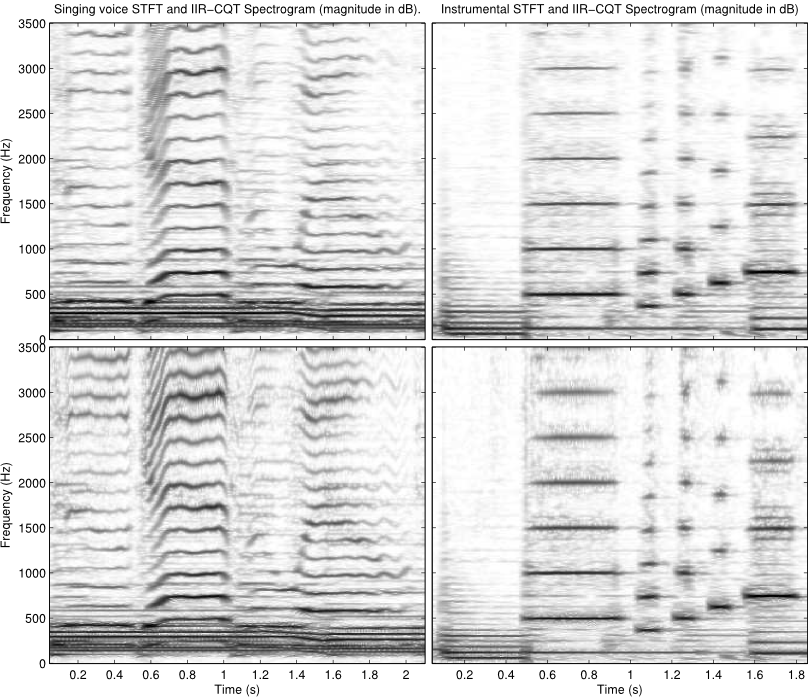 Singing voice STFT and IIR−CQT Spectrogram (magnitude in dB).
Instrumental STFT and IIR−CQT Spectrogram (magnitude in dB)
3500
3000
2500
2000
1500
1000
500
0
Frequency (Hz)
3500
3000
2500
2000
1500
1000
500
0
Frequency (Hz)
0.2 0.4 0.6 0.8 1 1.2 1.4 1.6 1.8 2
Time (s)
0.2 0.4 0.6 0.8 1 1.2 1.4 1.6 1.8
Time (s)